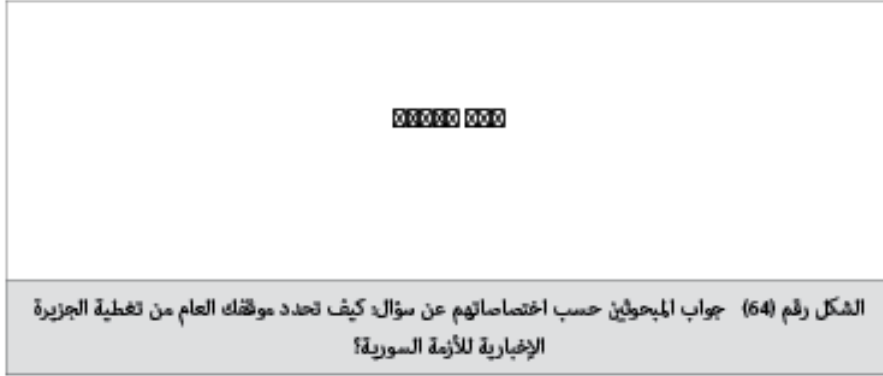 الشكل رقم (64) جواب المبحوثين حسب اختصاصاتهم عن سؤال: كيف تحدد موقفك العام من تغطية الجزيرة
الإخبارية للأزمة السورية؟